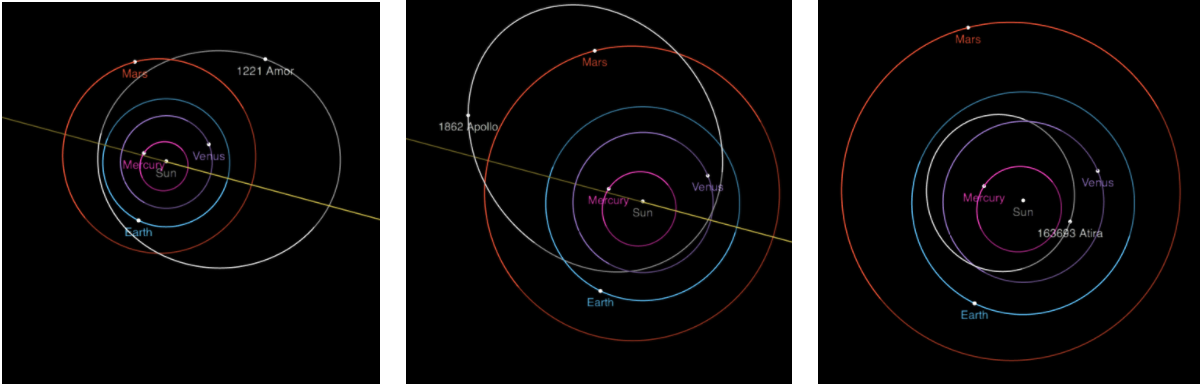 Mars
1221 Amor
Venus
Mercury
Sun
Earth
Mars
1862 Apollo
Venus
Mercury
Sun
Earth
Mars
Venus
Mercury
Sun
163693 Atira
Earth